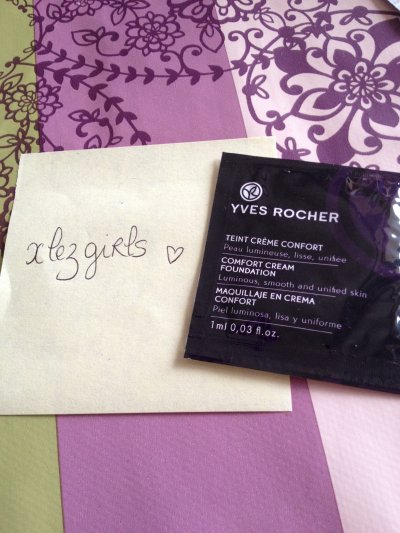 xlezgirls ♡
YVES ROCHER
TEINT CRÈME CONFORT
Peau lumineuse, lisse, unifiée
COMFORT CREAM
FOUNDATION
Luminous, smooth and unified skin
MAQUILLAJE EN CREMA
CONFORT
Piel luminosa, lisa y uniforme
1ml 0,03 fl.oz.